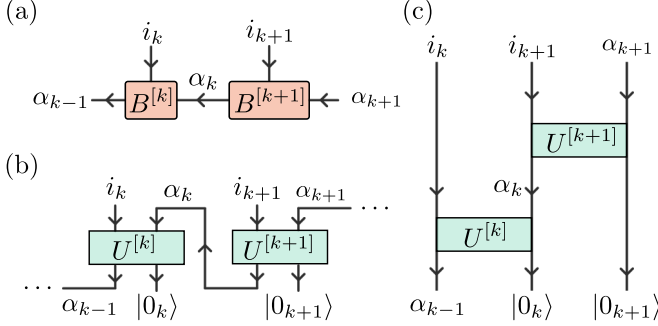 (a)
i_k i_{k+1}
α_{k-1} B^{[k]} α_k B^{[k+1]} α_{k+1}
(b)
i_k α_k i_{k+1} α_{k+1} ···
U^{[k]} U^{[k+1]}
··· α_{k-1} |0_k⟩ |0_{k+1}⟩
(c)
i_k i_{k+1} α_{k+1}
U^{[k+1]}
α_k
U^{[k]}
α_{k-1} |0_k⟩ |0_{k+1}⟩